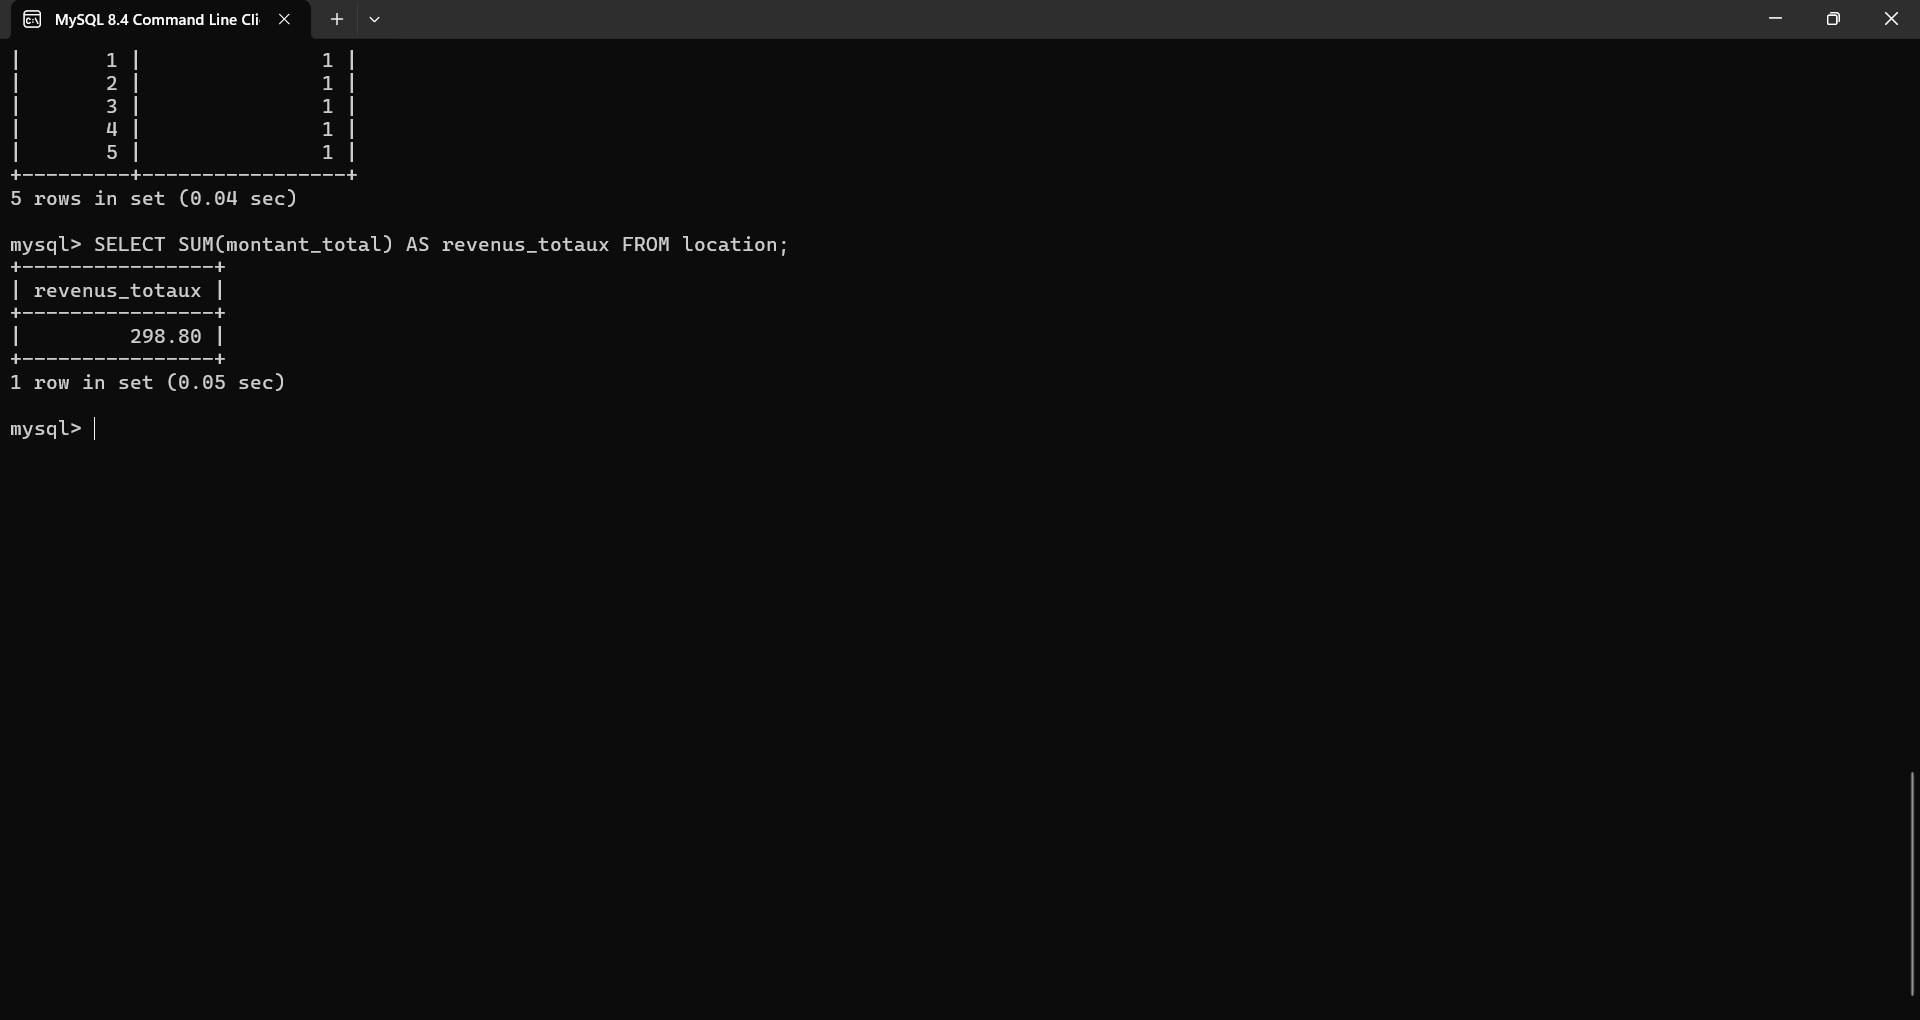 MySQL 8.4 Command Line Cli
|       1 |               1 |
|       2 |               1 |
|       3 |               1 |
|       4 |               1 |
|       5 |               1 |
+---------+-----------------+
5 rows in set (0.04 sec)
mysql> SELECT SUM(montant_total) AS revenus_totaux FROM location;
+----------------+
| revenus_totaux |
+----------------+
|         298.80 |
+----------------+
1 row in set (0.05 sec)
mysql>